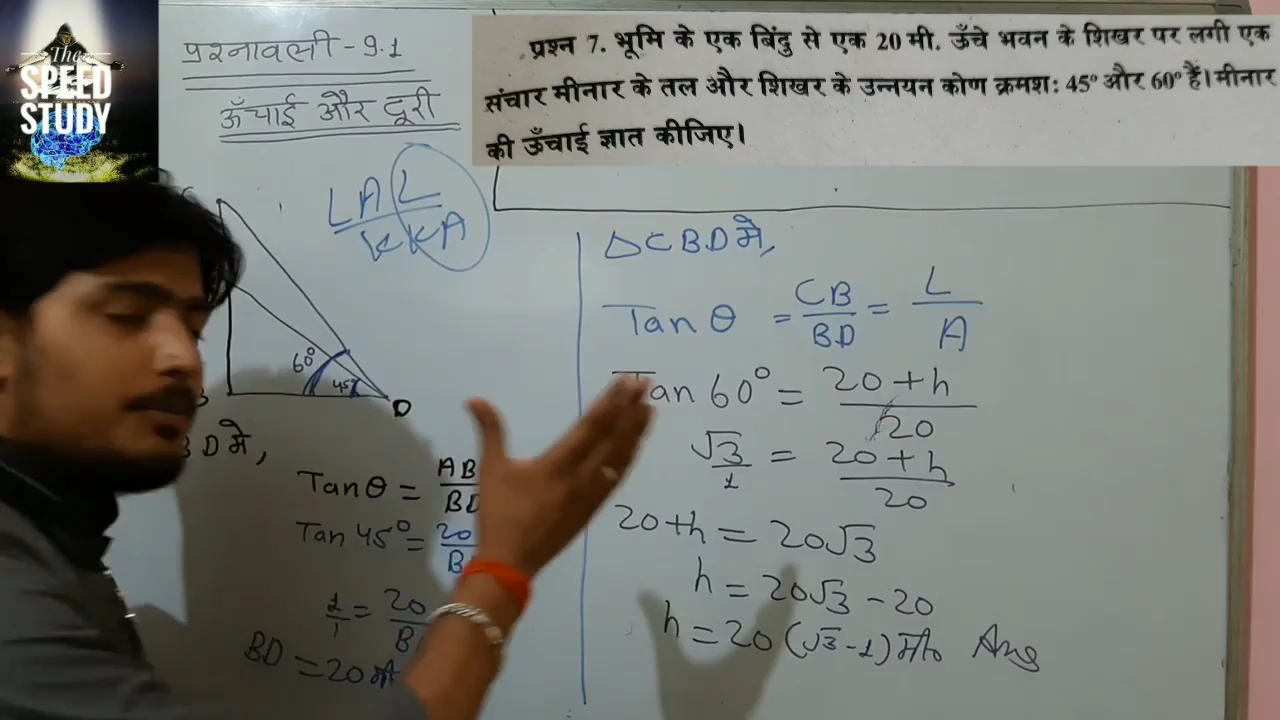 The
SPEED
STUDY
प्रश्नावली-9.1
ऊँचाई और दूरी
प्रश्न 7. भूमि के एक बिंदु से एक 20 मी. ऊँचे भवन के शिखर पर लगी एक
संचार मीनार के तल और शिखर के उन्नयन कोण क्रमश: 45° और 60° हैं। मीनार
की ऊँचाई ज्ञात कीजिए।
LAL
KKA
60°
45°
D
BD मे,
Tanθ = AB
Tan 45° = 20
1/1 = 20
BD = 20 मी
△CBD मे,
Tan θ = CB/BD = L/A
Tan 60° = 20+h/20
√3/1 = 20+h/20
20+h = 20√3
h = 20√3 - 20
h = 20(√3-1) मी० Ans